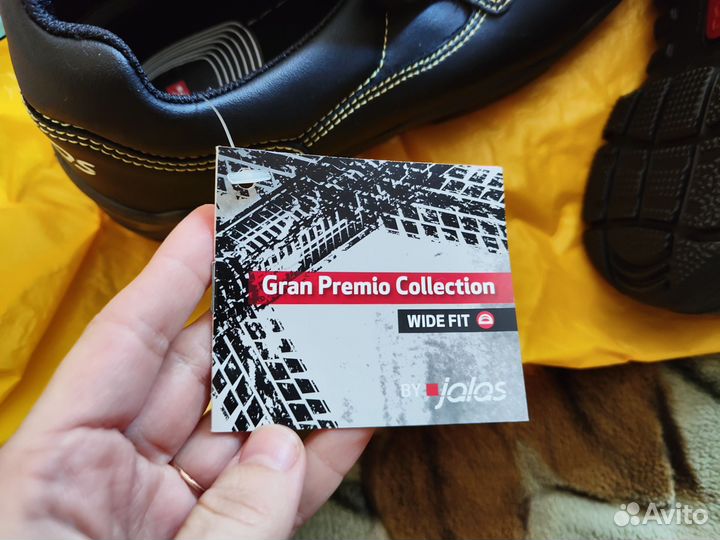 Gran Premio Collection
WIDE FIT
BY jalas
Avito